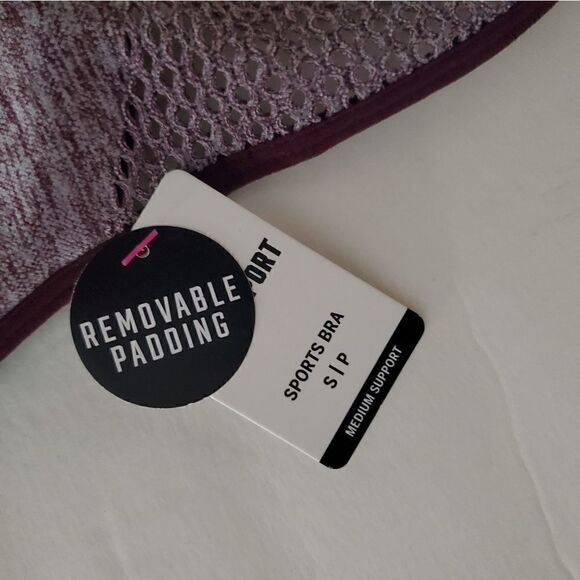 REMOVABLE
PADDING
PORT
SPORTS BRA
S | P
MEDIUM SUPPORT